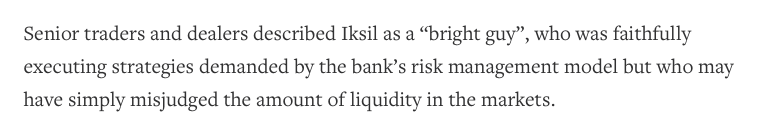 Senior traders and dealers described Iksil as a “bright guy”, who was faithfully
executing strategies demanded by the bank’s risk management model but who may
have simply misjudged the amount of liquidity in the markets.